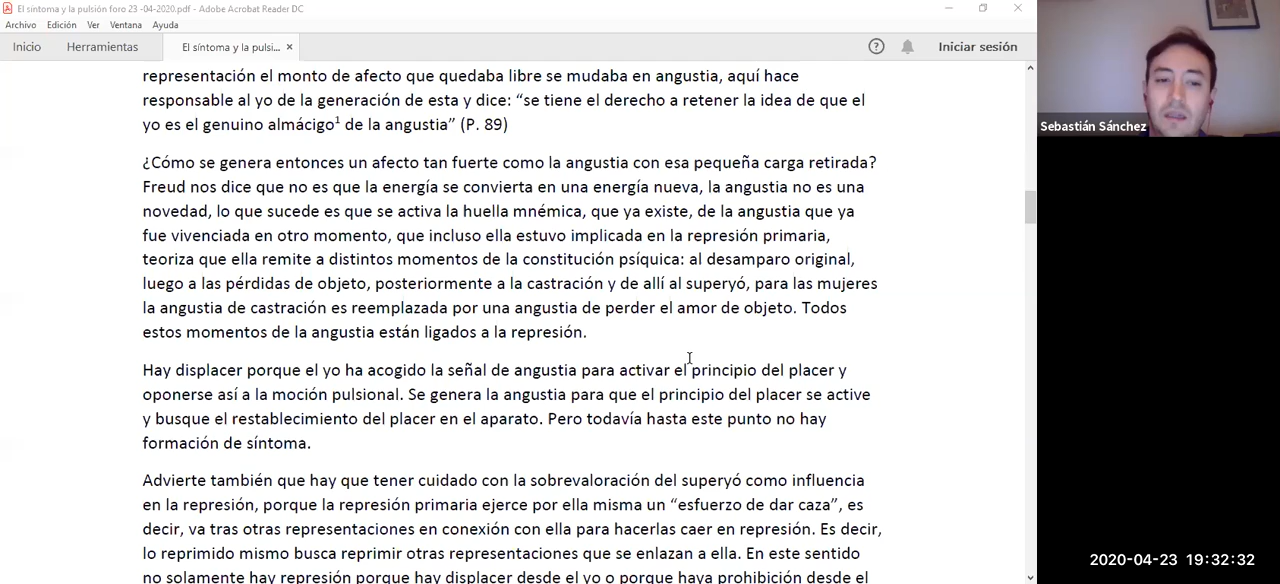 El síntoma y la pulsión foro 23 -04-2020.pdf - Adobe Acrobat Reader DC
Archivo Edición Ver Ventana Ayuda
Inicio Herramientas El síntoma y la pulsi... × ? Iniciar sesión
representación el monto de afecto que quedaba libre se mudaba en angustia, aquí hace
responsable al yo de la generación de esta y dice: “se tiene el derecho a retener la idea de que el
yo es el genuino almácigo¹ de la angustia” (P. 89)
¿Cómo se genera entonces un afecto tan fuerte como la angustia con esa pequeña carga retirada?
Freud nos dice que no es que la energía se convierta en una energía nueva, la angustia no es una
novedad, lo que sucede es que se activa la huella mnémica, que ya existe, de la angustia que ya
fue vivenciada en otro momento, que incluso ella estuvo implicada en la represión primaria,
teoriza que ella remite a distintos momentos de la constitución psíquica: al desamparo original,
luego a las pérdidas de objeto, posteriormente a la castración y de allí al superyó, para las mujeres
la angustia de castración es reemplazada por una angustia de perder el amor de objeto. Todos
estos momentos de la angustia están ligados a la represión.
Hay displacer porque el yo ha acogido la señal de angustia para activar el principio del placer y
oponerse así a la moción pulsional. Se genera la angustia para que el principio del placer se active
y busque el restablecimiento del placer en el aparato. Pero todavía hasta este punto no hay
formación de síntoma.
Advierte también que hay que tener cuidado con la sobrevaloración del superyó como influencia
en la represión, porque la represión primaria ejerce por ella misma un “esfuerzo de dar caza”, es
decir, va tras otras representaciones en conexión con ella para hacerlas caer en represión. Es decir,
lo reprimido mismo busca reprimir otras representaciones que se enlazan a ella. En este sentido
no solamente hay represión porque hay displacer desde el yo o porque haya prohibición desde el
Sebastián Sánchez
2020-04-23 19:32:32